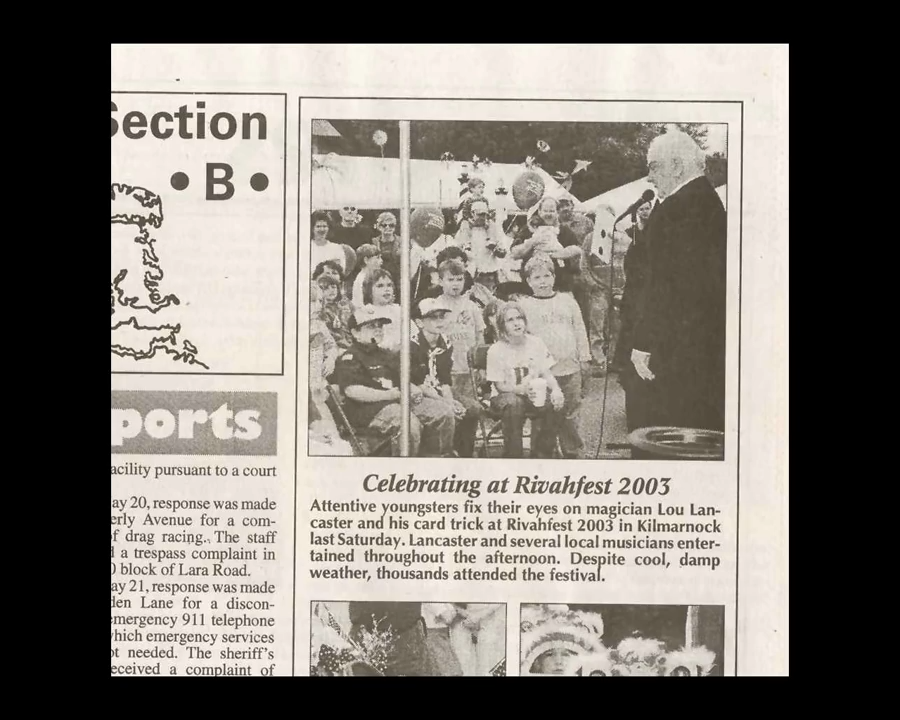 Section
• B •
ports
acility pursuant to a court
ay 20, response was made
erly Avenue for a com-
f drag racing. The staff
a trespass complaint in
0 block of Lara Road.
ay 21, response was made
den Lane for a discon-
emergency 911 telephone
which emergency services
ot needed. The sheriff's
eceived a complaint of
Celebrating at Rivahfest 2003
Attentive youngsters fix their eyes on magician Lou Lan-
caster and his card trick at Rivahfest 2003 in Kilmarnock
last Saturday. Lancaster and several local musicians enter-
tained throughout the afternoon. Despite cool, damp
weather, thousands attended the festival.